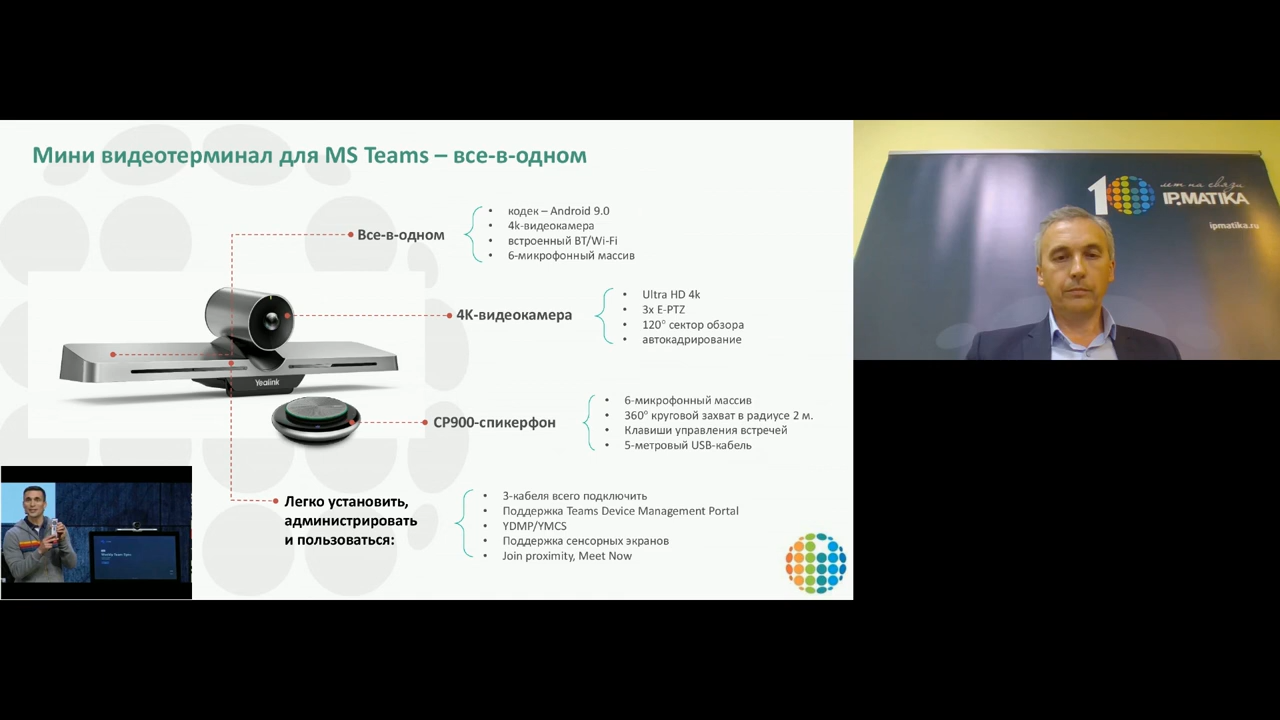 Мини видеотерминал для MS Teams – все-в-одном
Все-в-одном
• кодек – Android 9.0
• 4k-видеокамера
• встроенный BT/Wi-Fi
• 6-микрофонный массив
4K-видеокамера
• Ultra HD 4k
• 3x E-PTZ
• 120° сектор обзора
• автокадрирование
Yealink
CP900-спикерфон
• 6-микрофонный массив
• 360° круговой захват в радиусе 2 м.
• Клавиши управления встречей
• 5-метровый USB-кабель
Легко установить,
администрировать
и пользоваться:
• 3-кабеля всего подключить
• Поддержка Teams Device Management Portal
• YDMP/YMCS
• Поддержка сенсорных экранов
• Join proximity, Meet Now
10 лет на связи
IPMATIKA
ipmatika.ru